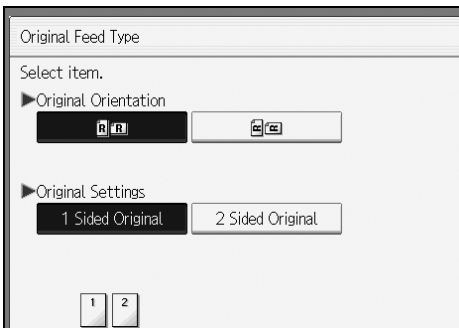 Original Feed Type
Select item.
▶Original Orientation
R R R R
▶Original Settings
1 Sided Original 2 Sided Original
1 2